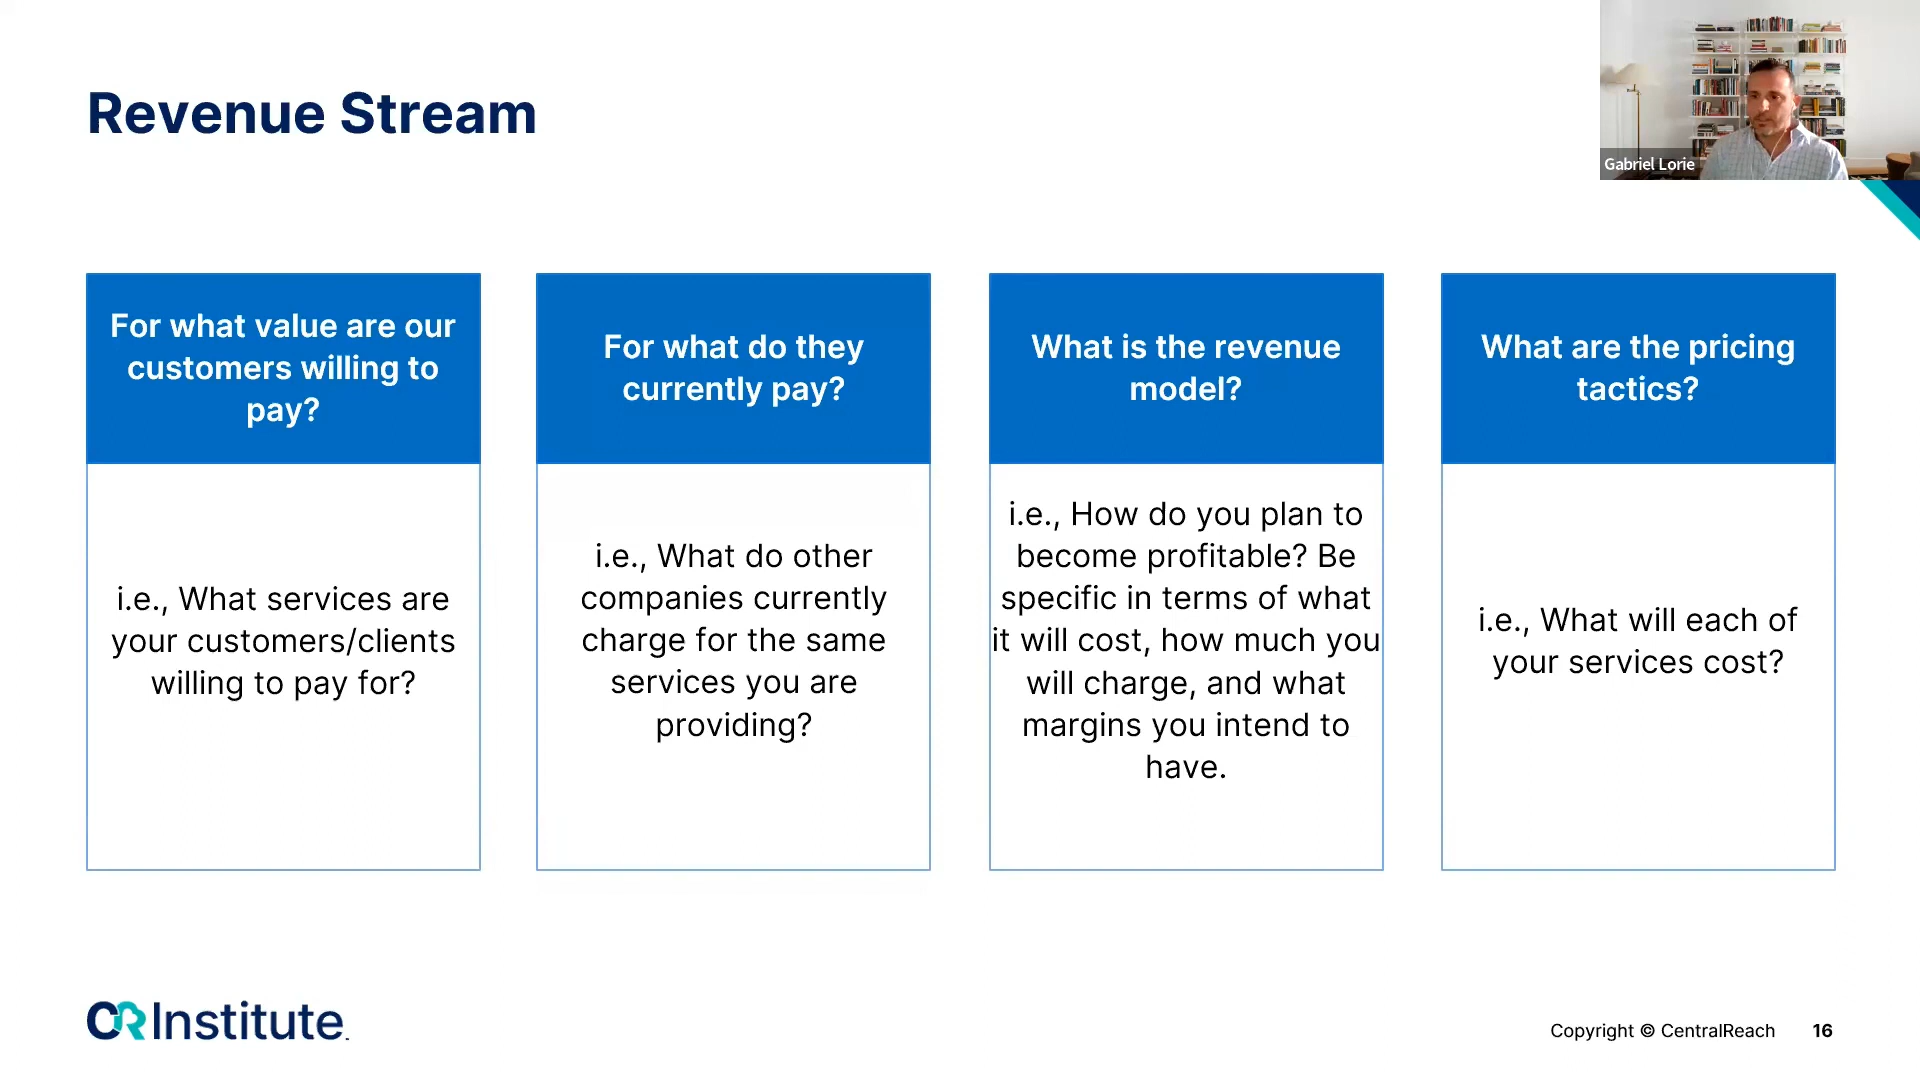 Revenue Stream
Gabriel Lorie
For what value are our
customers willing to
pay?
i.e., What services are
your customers/clients
willing to pay for?
For what do they
currently pay?
i.e., What do other
companies currently
charge for the same
services you are
providing?
What is the revenue
model?
i.e., How do you plan to
become profitable? Be
specific in terms of what
it will cost, how much you
will charge, and what
margins you intend to
have.
What are the pricing
tactics?
i.e., What will each of
your services cost?
CR Institute.
Copyright © CentralReach 16